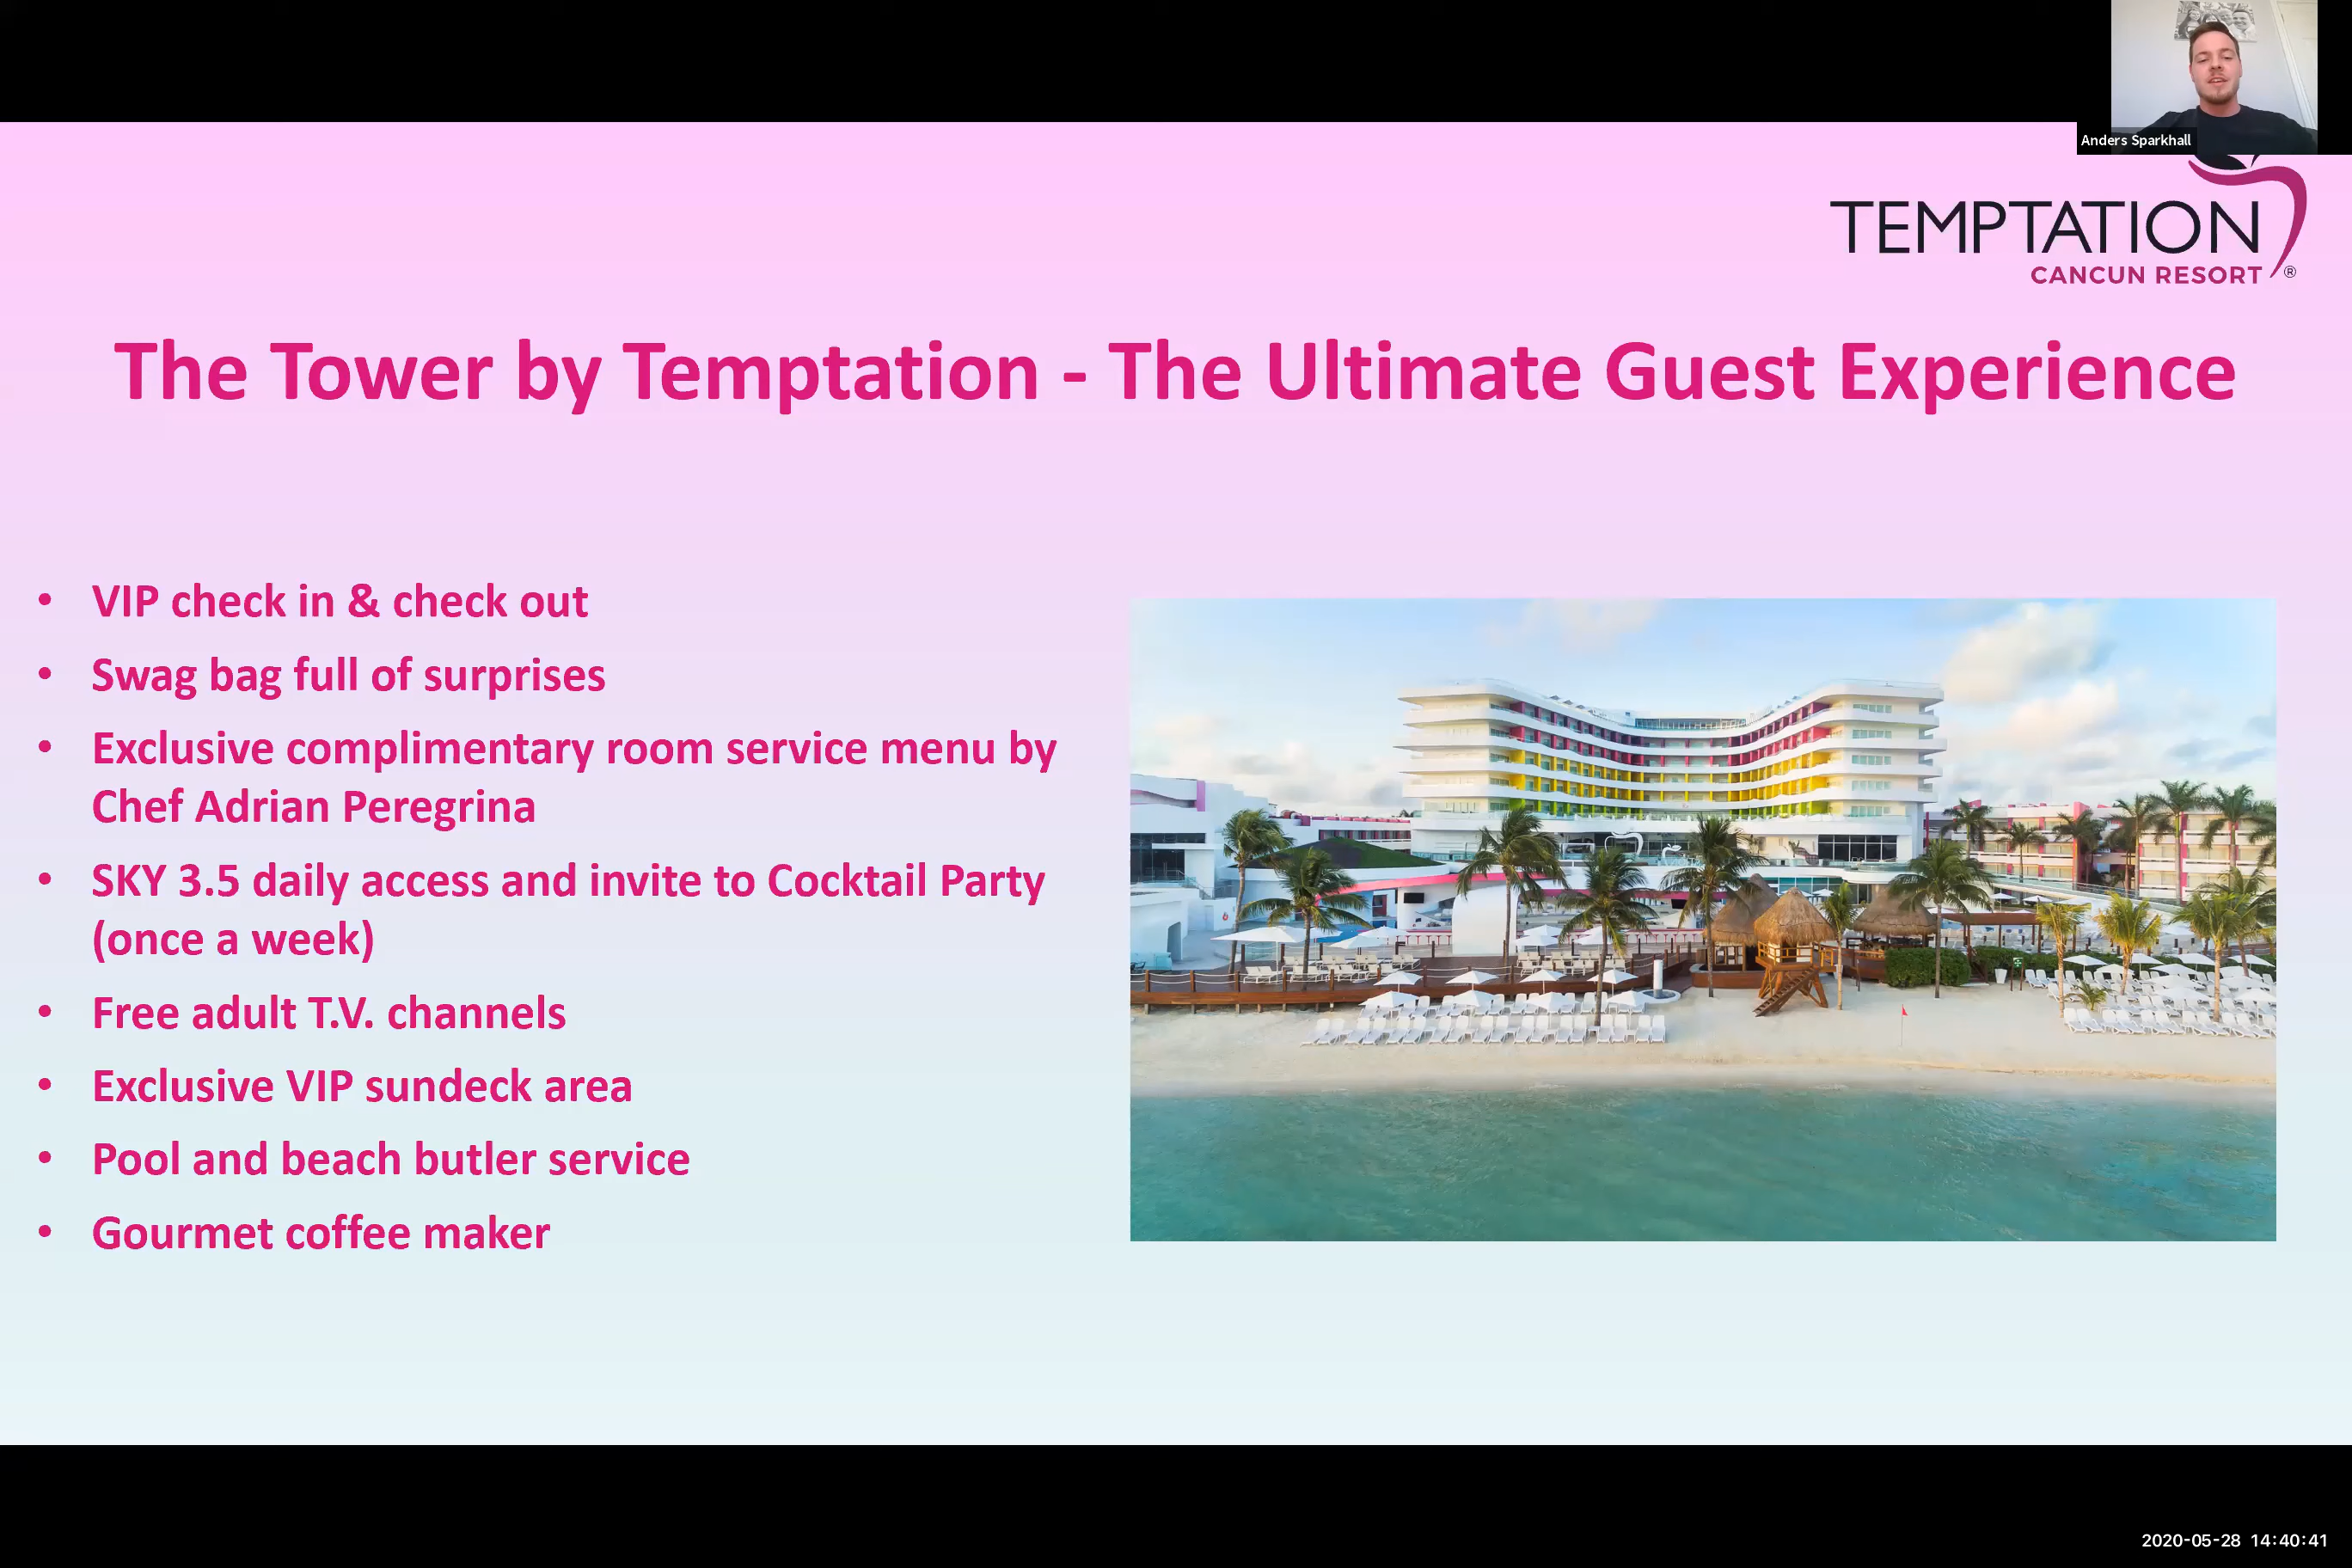 Anders Sparkhall
TEMPTATION
CANCUN RESORT ®
The Tower by Temptation - The Ultimate Guest Experience
• VIP check in & check out
• Swag bag full of surprises
• Exclusive complimentary room service menu by
Chef Adrian Peregrina
• SKY 3.5 daily access and invite to Cocktail Party
(once a week)
• Free adult T.V. channels
• Exclusive VIP sundeck area
• Pool and beach butler service
• Gourmet coffee maker
2020-05-28 14:40:41